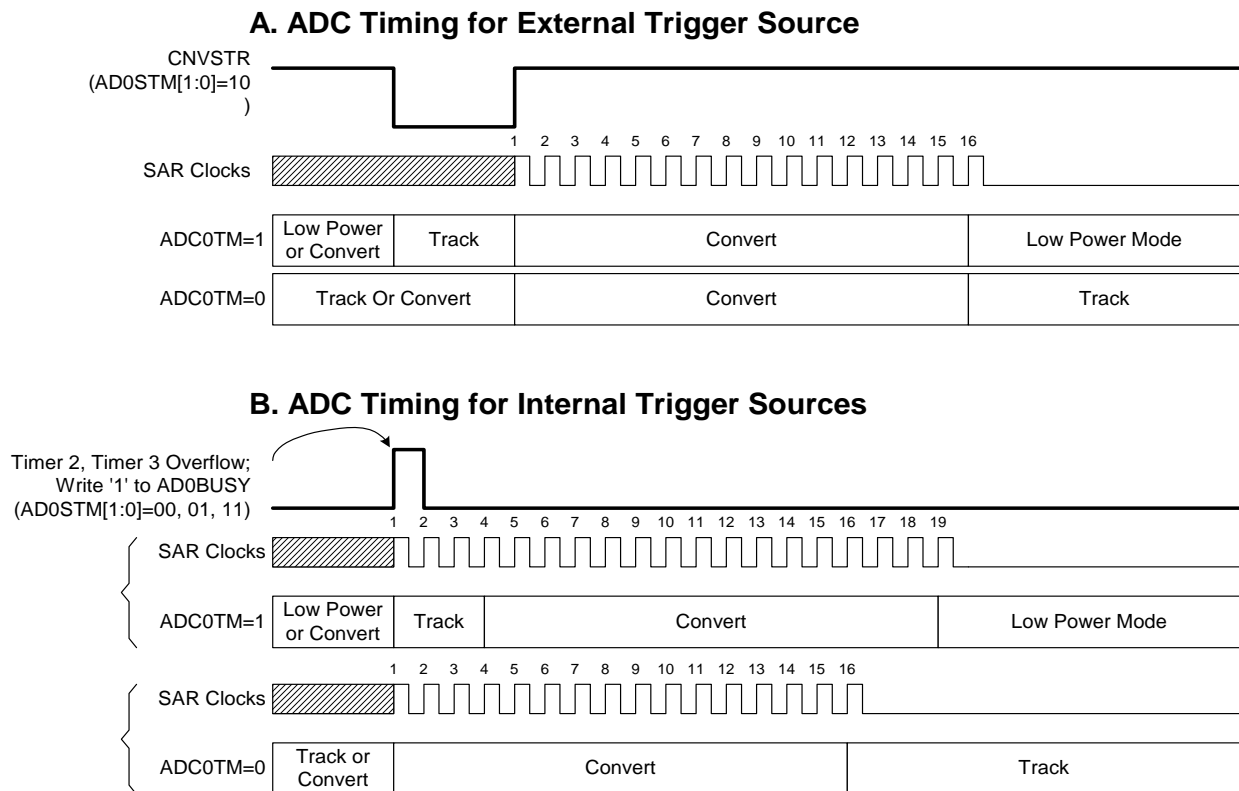 A. ADC Timing for External Trigger Source
CNVSTR
(AD0STM[1:0]=10
)
1 2 3 4 5 6 7 8 9 10 11 12 13 14 15 16
SAR Clocks
ADC0TM=1
Low Power
or Convert
Track
Convert
Low Power Mode
ADC0TM=0
Track Or Convert
Convert
Track
B. ADC Timing for Internal Trigger Sources
Timer 2, Timer 3 Overflow;
Write '1' to AD0BUSY
(AD0STM[1:0]=00, 01, 11)
1 2 3 4 5 6 7 8 9 10 11 12 13 14 15 16 17 18 19
SAR Clocks
ADC0TM=1
Low Power
or Convert
Track
Convert
Low Power Mode
1 2 3 4 5 6 7 8 9 10 11 12 13 14 15 16
SAR Clocks
ADC0TM=0
Track or
Convert
Convert
Track